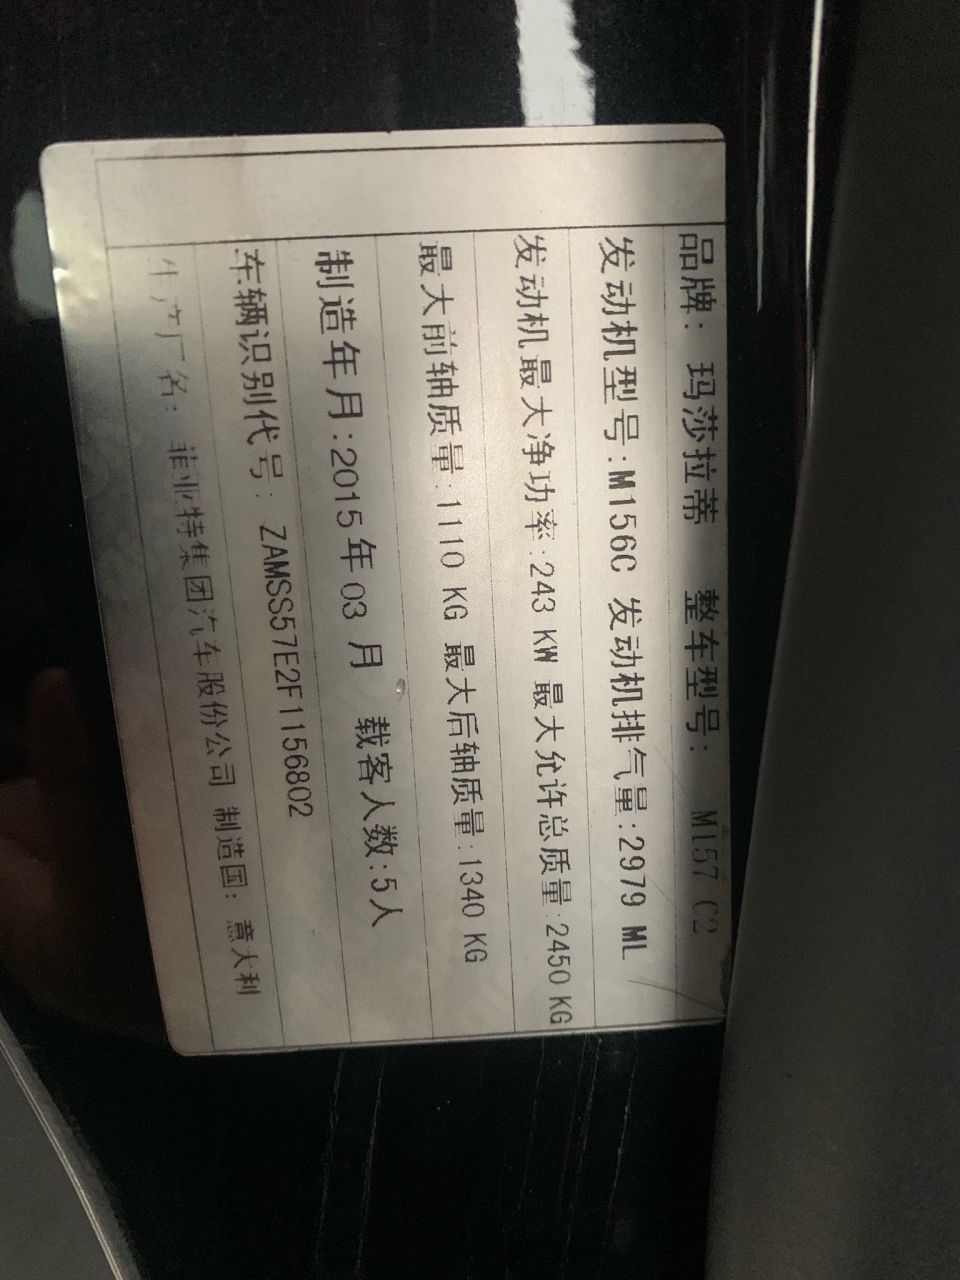 品牌: 玛莎拉蒂 整车型号: M157 C2
发动机型号:M156C 发动机排气量:2979 ML
发动机最大净功率:243 KW 最大允许总质量:2450 KG
最大前轴质量:1110 KG 最大后轴质量:1340 KG
制造年月:2015年03 月 载客人数:5人
车辆识别代号: ZAMSS57E2F1156802
生产厂名: 菲亚特集团汽车股份公司 制造国: 意大利